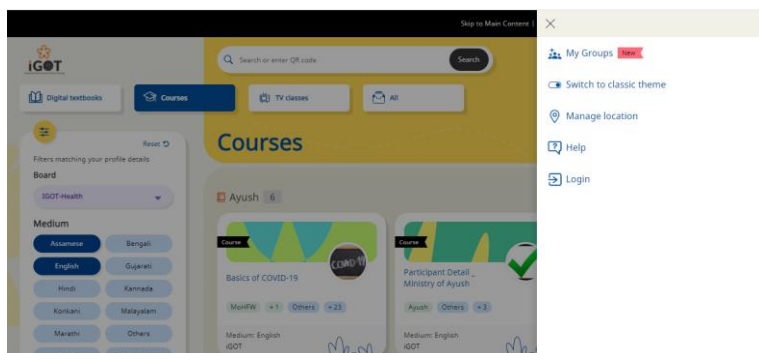 Skip to Main Content |
iGOT
Search or enter QR code
Search
Digital textbooks
Courses
TV classes
All
Reset
Filters matching your profile details
Board
IGOT-Health
Medium
Assamese
Bengali
English
Gujarati
Hindi
Kannada
Konkani
Malayalam
Marathi
Others
Courses
Ayush 6
Course
COVID-19
Basics of COVID-19
MoHFW
+ 1
Others
+ 23
Medium: English
iGOT
Course
Participant Detail _
Ministry of Ayush
Ayush
Others
+ 3
Medium: English
iGOT
My Groups New
Switch to classic theme
Manage location
Help
Login